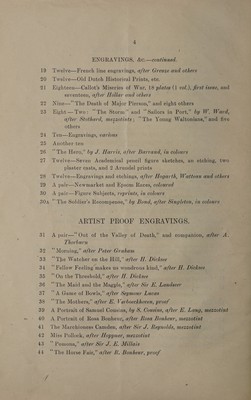 4
ENGRAVINGS. &c.—continued.
19 Twelve—French line engravings, after Greuze and others
20 Twelve—Old Dutch Historical Prints, etc.
21 Eighteen—Callot's Miseries of War, 18 plates (1 vol.), first issue, and
seventeen, after Hollar and others
22 Nine—"The Death of Major Peirson," and eight others
23 Eight—Two: "The Storm" and "Sailors in Port," by W. Ward,
after Stothard, mezzotints; "The Young Waltonians," and five
others
24 Ten—Engravings, various
25 Another ten
26 "The Hero," by J. Harris, after Barraud, in colours
27 Twelve—Seven Academical pencil figure sketches, an etching, two
plaster casts, and 2 Arundel prints
28 Twelve—Engravings and etchings, after Hogarth, Watteau and others
29 A pair—Newmarket and Epsom Races, coloured
30 A pair—Figure Subjects, reprints, in colours
30A "The Soldier's Recompense," by Bond, after Singleton, in colours
ARTIST PROOF ENGRAVINGS.
31 A pair—"Out of the Valley of Death," and companion, after A.
Thorburn
32 "Morning," after Peter Graham
33 "The Watcher on the Hill, after H. Dicksee
34 "Fellow Feeling makes us wondrous kind," after H. Dicksee
35 "On the Threshold," after H. Dicksee
36 "The Maid and the Magpie," after Sir E. Landseer
37 "A Game of Bowls," after Seymour Lucas
38 "The Mothers," after E. Verboeckhoven, proof
39 A Portrait of Samuel Cousins, by S. Cousins, after E. Long, mezzotint
40 A Portrait of Rosa Bonheur, after Rosa Bonheur, mezzotint
41 The Marchioness Camden, after Sir J. Reynolds, mezzotint
42 Miss Pollock, after Hoppner, mezzotint
43 "Pomona," after Sir J. E. Millais
44 "The Horse Fair," after R. Bonheur, proof